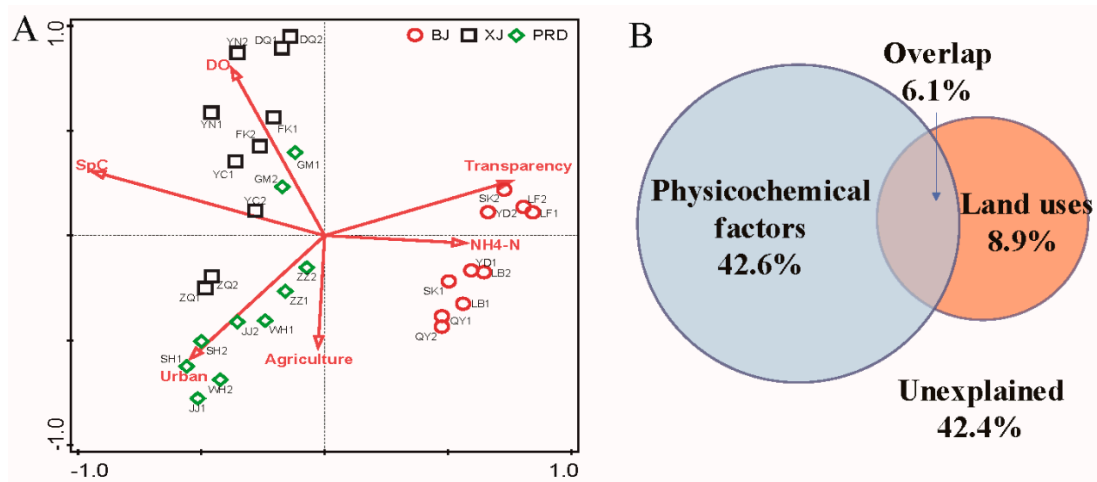 A
1.0
YN2
DQ1
DQ2
BJ
XJ
PRD
DO
YN1
FK1
FK2
SpC
YC1
GM1
GM2
Transparency
SK2
LF2
YC2
YD2
LF1
NH4-N
YD1
ZQ2
ZZ2
LB2
ZQ1
SK1
ZZ1
LB1
JJ2
WH1
QY1
QY2
SH2
Agriculture
SH1
Urban
WH2
JJ1
-1.0
-1.0
1.0
B
Overlap
6.1%
Physicochemical
factors
42.6%
Land uses
8.9%
Unexplained
42.4%